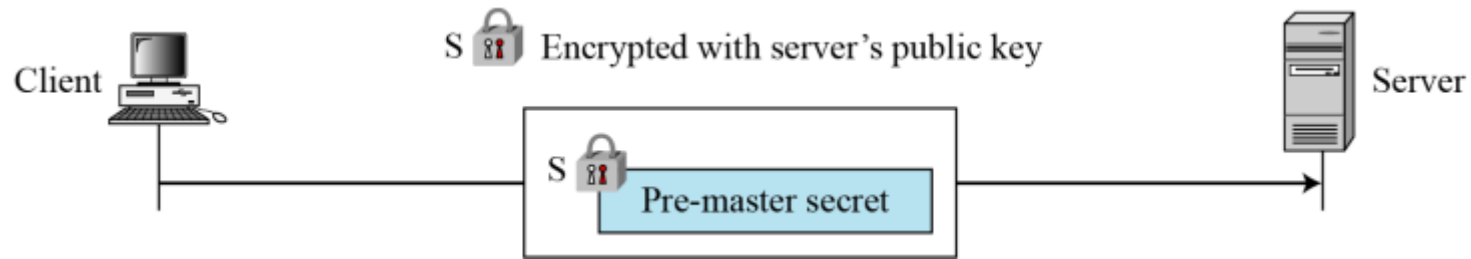 S Encrypted with server’s public key
Client
Server
S
Pre-master secret